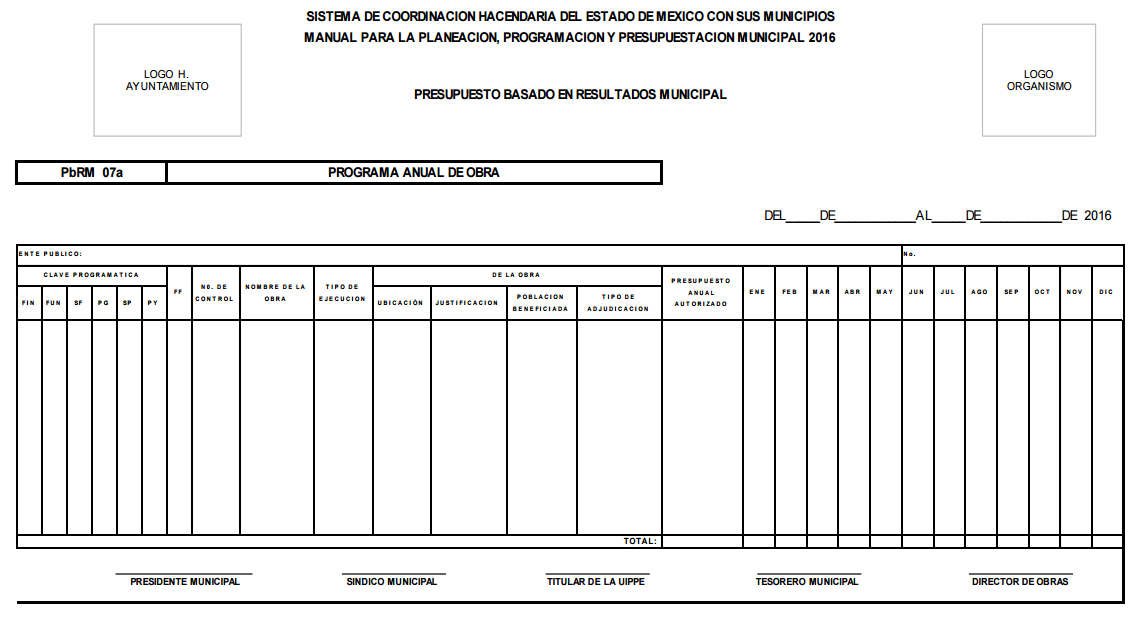 SISTEMA DE COORDINACION HACENDARIA DEL ESTADO DE MEXICO CON SUS MUNICIPIOS
MANUAL PARA LA PLANEACION, PROGRAMACION Y PRESUPUESTACION MUNICIPAL 2016
LOGO H.
AYUNTAMIENTO
LOGO
ORGANISMO
PRESUPUESTO BASADO EN RESULTADOS MUNICIPAL
PbRM 07a
PROGRAMA ANUAL DE OBRA
DEL_____DE____________AL_____DE____________DE 2016
ENTE PUBLICO:
No.
CLAVE PROGRAMATICA
FIN
FUN
SF
PG
SP
PY
FF
N0. DE
CONTROL
NOMBRE DE LA
OBRA
TIPO DE
EJECUCION
DE LA OBRA
UBICACIÓN
JUSTIFICACION
POBLACION
BENEFICIADA
TIPO DE
ADJUDICACION
PRESUPUESTO
ANUAL
AUTORIZADO
ENE
FEB
MAR
ABR
MAY
JUN
JUL
AGO
SEP
OCT
NOV
DIC
TOTAL:
PRESIDENTE MUNICIPAL
SINDICO MUNICIPAL
TITULAR DE LA UIPPE
TESORERO MUNICIPAL
DIRECTOR DE OBRAS